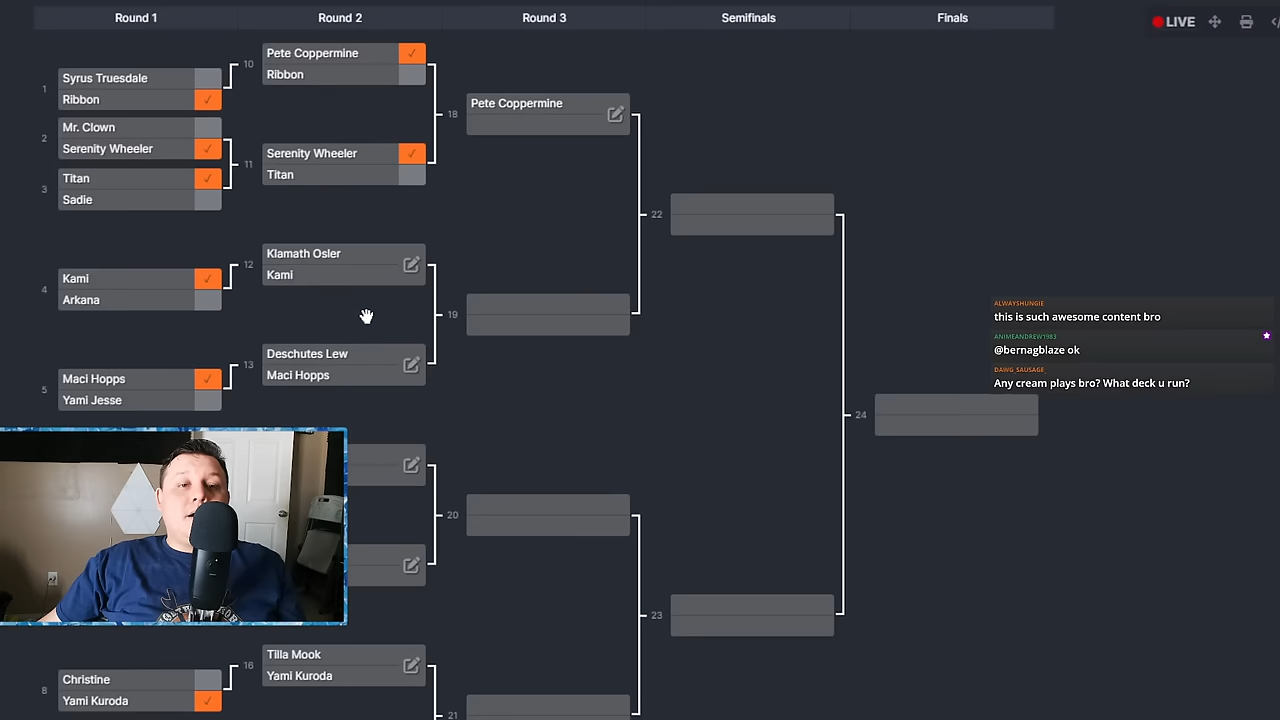 Round 1
Round 2
Round 3
Semifinals
Finals
LIVE
1
Syrus Truesdale
Ribbon
2
Mr. Clown
Serenity Wheeler
3
Titan
Sadie
4
Kami
Arkana
5
Maci Hopps
Yami Jesse
8
Christine
Yami Kuroda
10
Pete Coppermine
Ribbon
11
Serenity Wheeler
Titan
12
Klamath Osler
Kami
13
Deschutes Lew
Maci Hopps
16
Tilla Mook
Yami Kuroda
18
Pete Coppermine
19
20
21
22
23
24
ALWAYSHUNGIE
this is such awesome content bro
ANIMEANDREW1983
@bernagblaze ok
DAWG_SAUSAGE
Any cream plays bro? What deck u run?